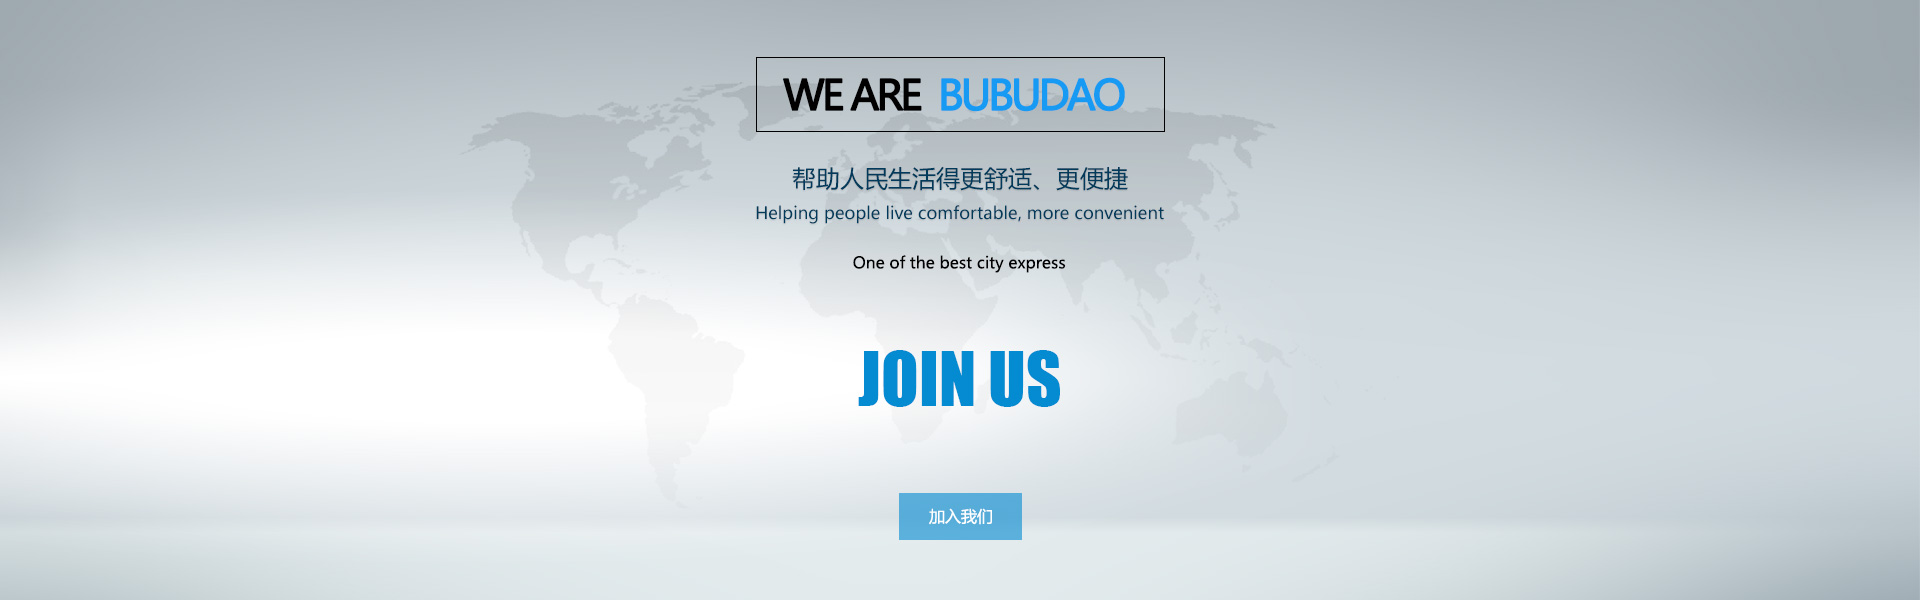 WE ARE BUBUDAO
帮助人民生活得更舒适、更便捷
Helping people live comfortable, more convenient
One of the best city express
JOIN US
加入我们